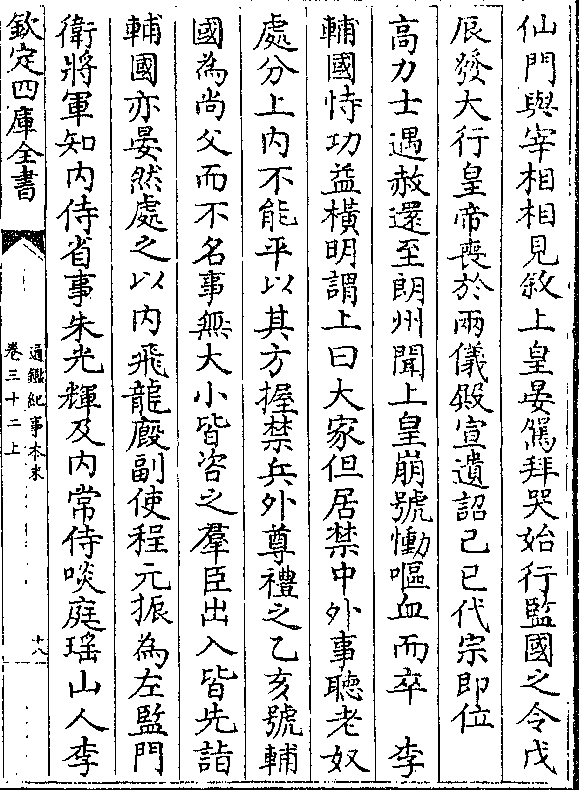 仙門與宰相相見敘上皇晏駕拜哭始行監國之令戊
辰發大行皇帝喪於兩儀殿宣遺詔己巳代宗即位
高力士遇赦還至朗州聞上皇崩號慟嘔血而卒　李
輔國恃功益橫明謂上曰大家但居禁中外事聽老奴
處分上内不能平以其方握禁兵外尊禮之乙亥號輔
國為尚父而不名事無大小皆咨之羣臣出入皆先詣
輔國亦晏然處之以内飛龍廐副使程元振為左監門
衛將軍知内侍省事朱光輝及内常侍啖庭瑶山人李
欽定四庫全書
通鑑紀事本末
卷三十二上
十八